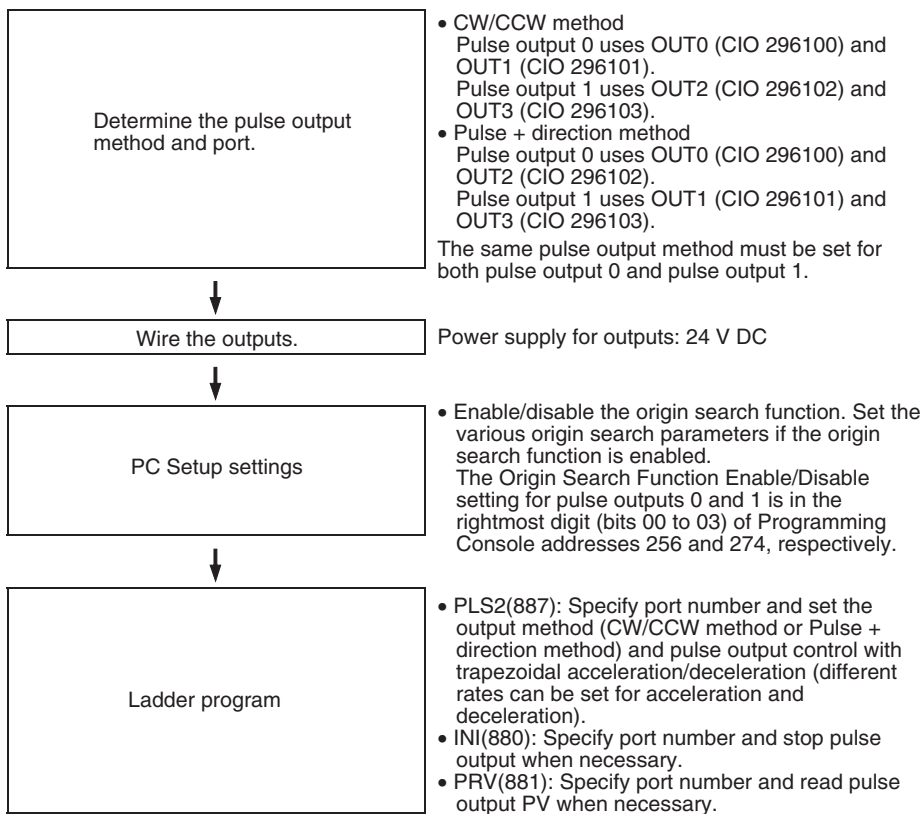 Determine the pulse output
method and port.
• CW/CCW method
Pulse output 0 uses OUT0 (CIO 296100) and
OUT1 (CIO 296101).
Pulse output 1 uses OUT2 (CIO 296102) and
OUT3 (CIO 296103).
• Pulse + direction method
Pulse output 0 uses OUT0 (CIO 296100) and
OUT2 (CIO 296102).
Pulse output 1 uses OUT1 (CIO 296101) and
OUT3 (CIO 296103).
The same pulse output method must be set for
both pulse output 0 and pulse output 1.
Wire the outputs.
Power supply for outputs: 24 V DC
PC Setup settings
• Enable/disable the origin search function. Set the
various origin search parameters if the origin
search function is enabled.
The Origin Search Function Enable/Disable
setting for pulse outputs 0 and 1 is in the
rightmost digit (bits 00 to 03) of Programming
Console addresses 256 and 274, respectively.
Ladder program
• PLS2(887): Specify port number and set the
output method (CW/CCW method or Pulse +
direction method) and pulse output control with
trapezoidal acceleration/deceleration (different
rates can be set for acceleration and
deceleration).
• INI(880): Specify port number and stop pulse
output when necessary.
• PRV(881): Specify port number and read pulse
output PV when necessary.